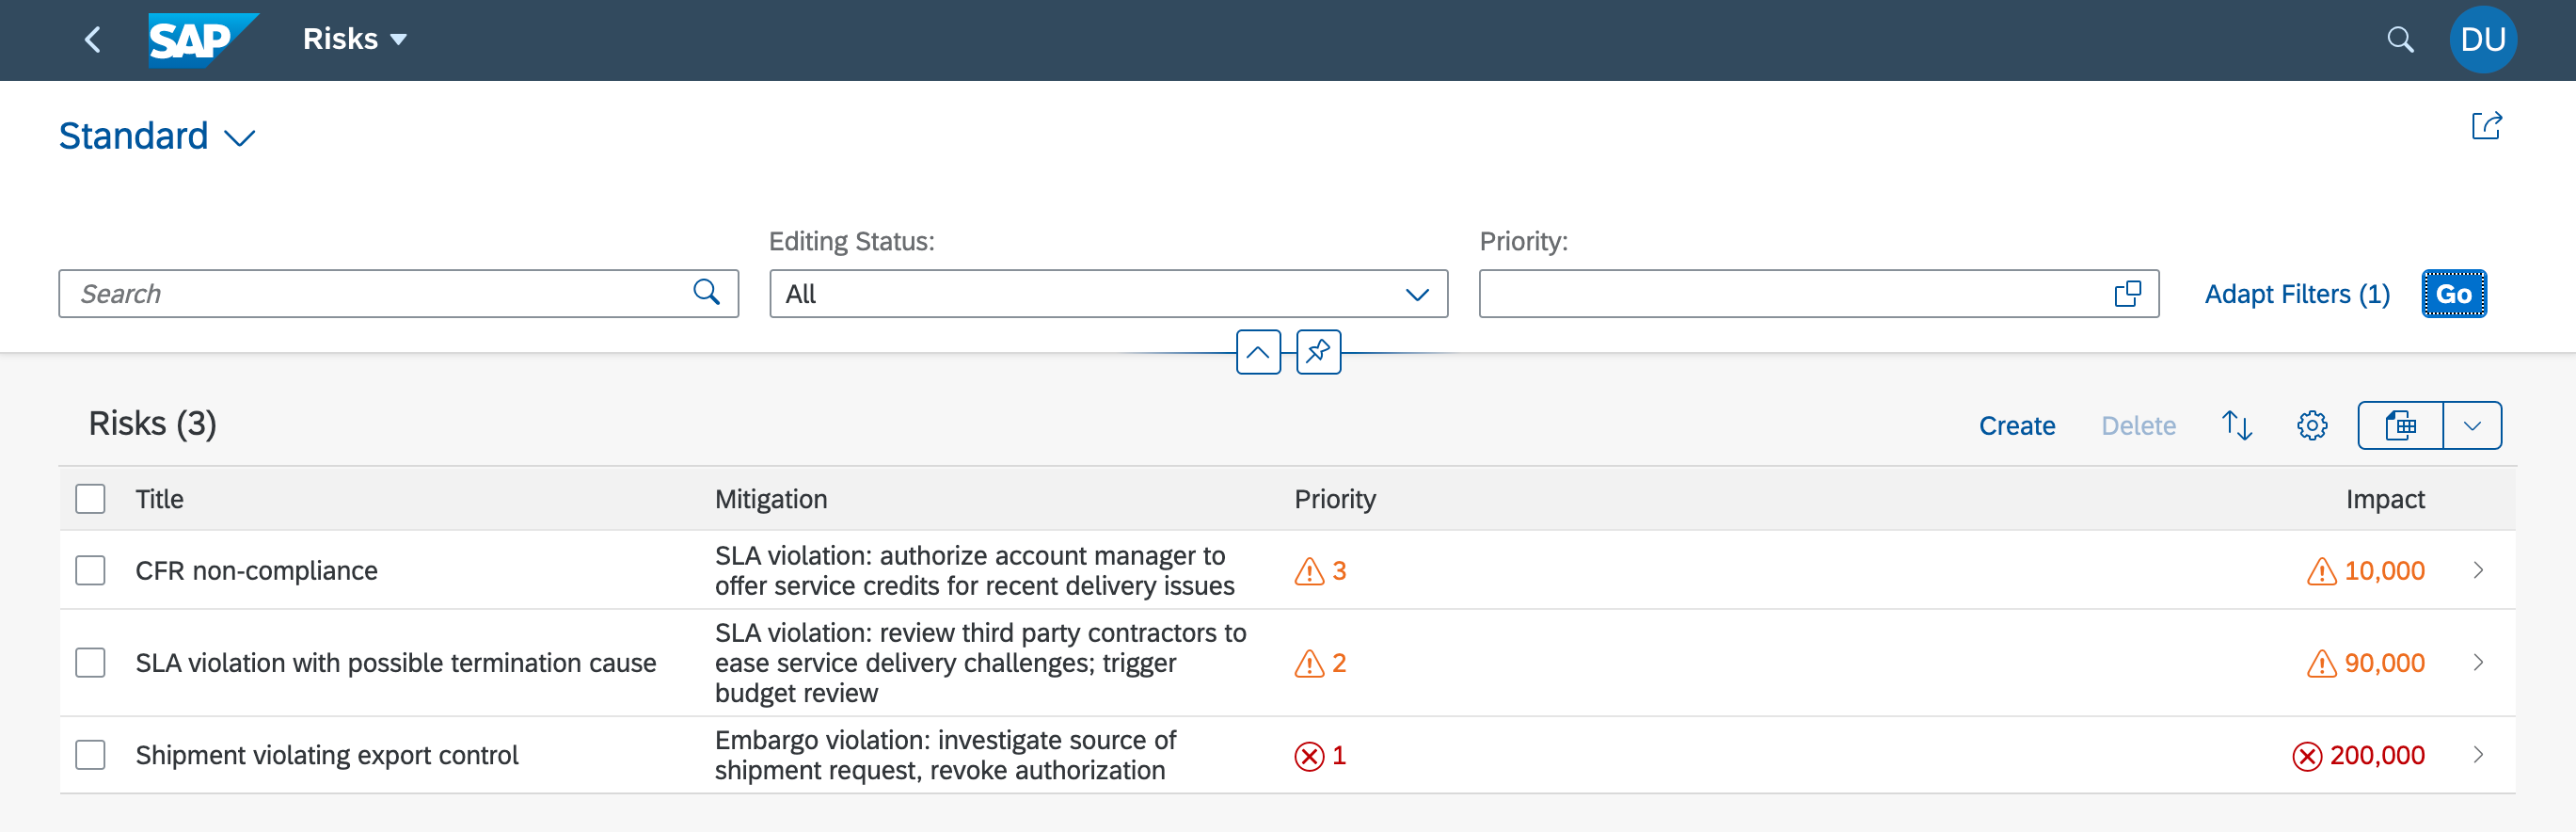 SAP
Risks
DU
Standard
Editing Status:
Priority:
Search
All
Adapt Filters (1)
Go
Risks (3)
Create
Delete
Title
Mitigation
Priority
Impact
CFR non-compliance
SLA violation: authorize account manager to
offer service credits for recent delivery issues
3
10,000
SLA violation with possible termination cause
SLA violation: review third party contractors to
ease service delivery challenges; trigger
budget review
2
90,000
Shipment violating export control
Embargo violation: investigate source of
shipment request, revoke authorization
1
200,000